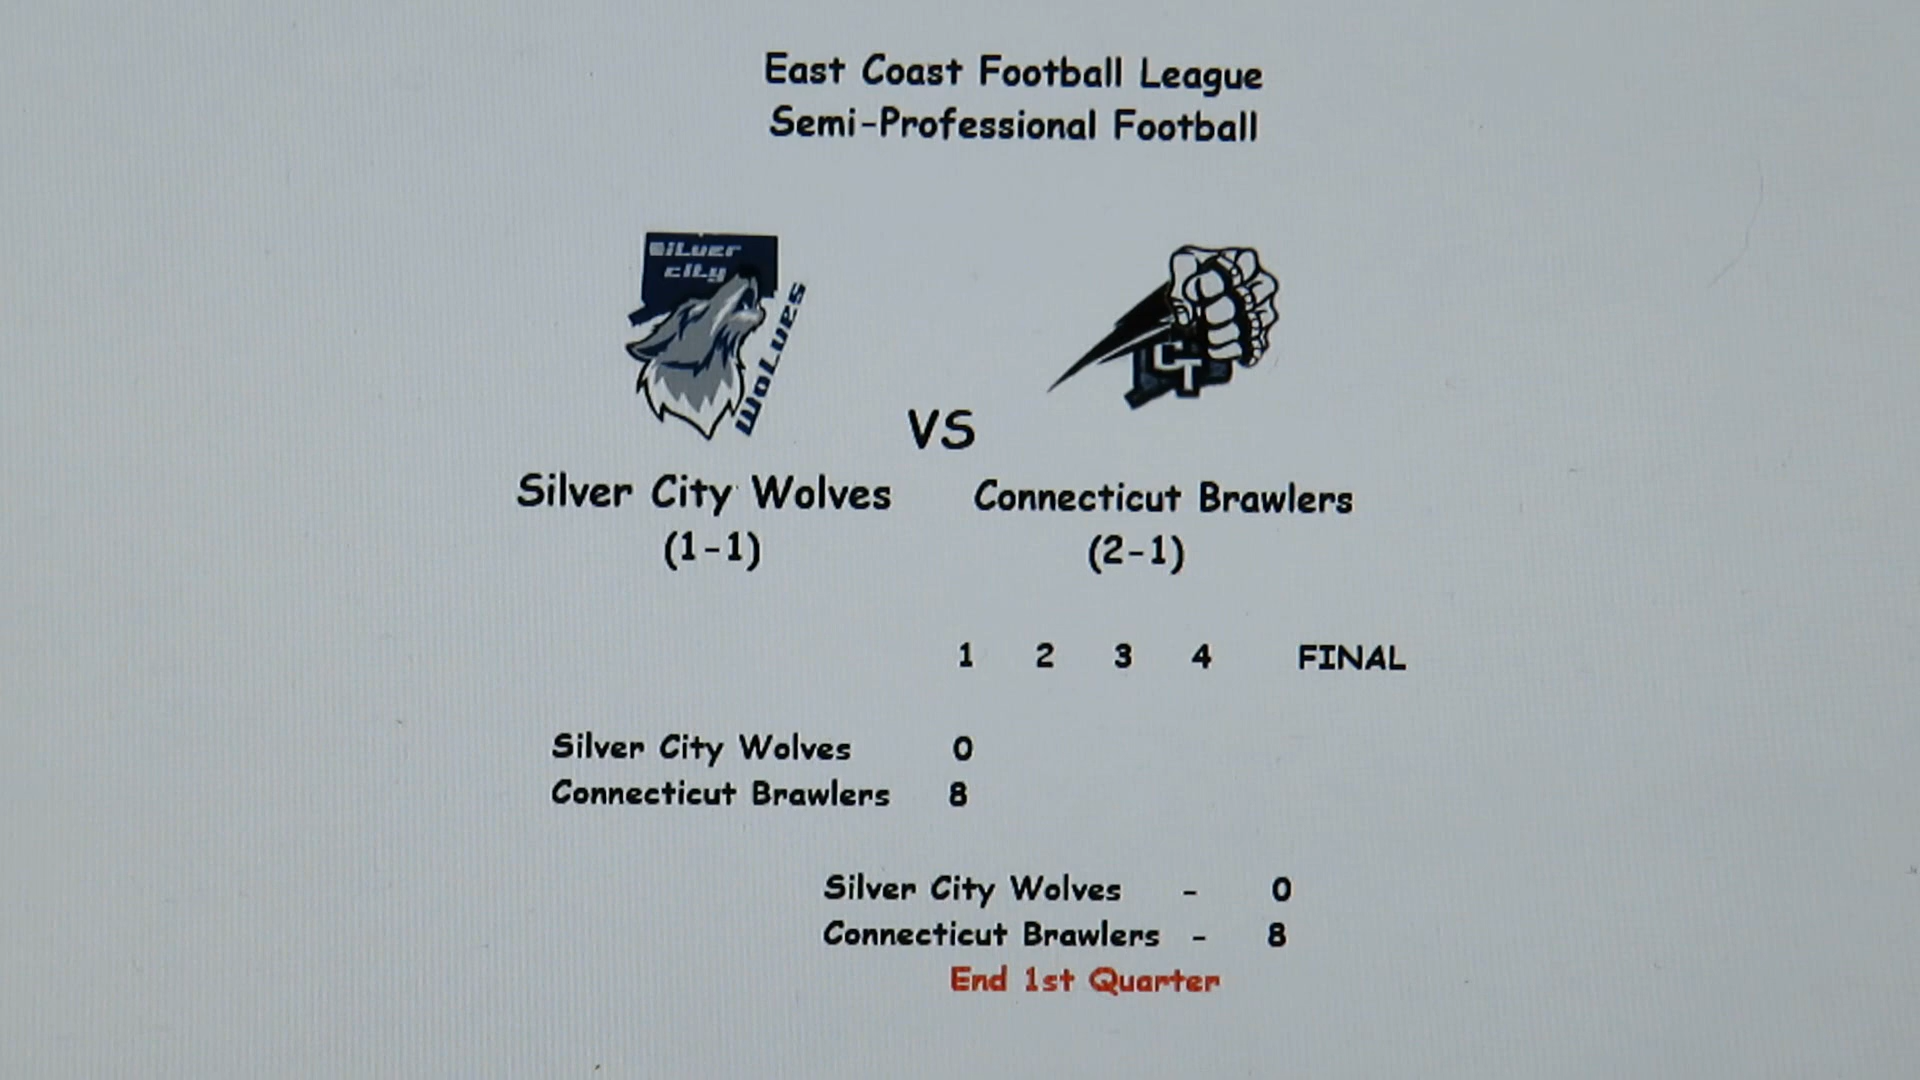 East Coast Football League
Semi-Professional Football
SiLver
city
WoLves
CT
VS
Silver City Wolves
Connecticut Brawlers
(1-1)
(2-1)
1 2 3 4 FINAL
Silver City Wolves 0
Connecticut Brawlers 8
Silver City Wolves - 0
Connecticut Brawlers - 8
End 1st Quarter